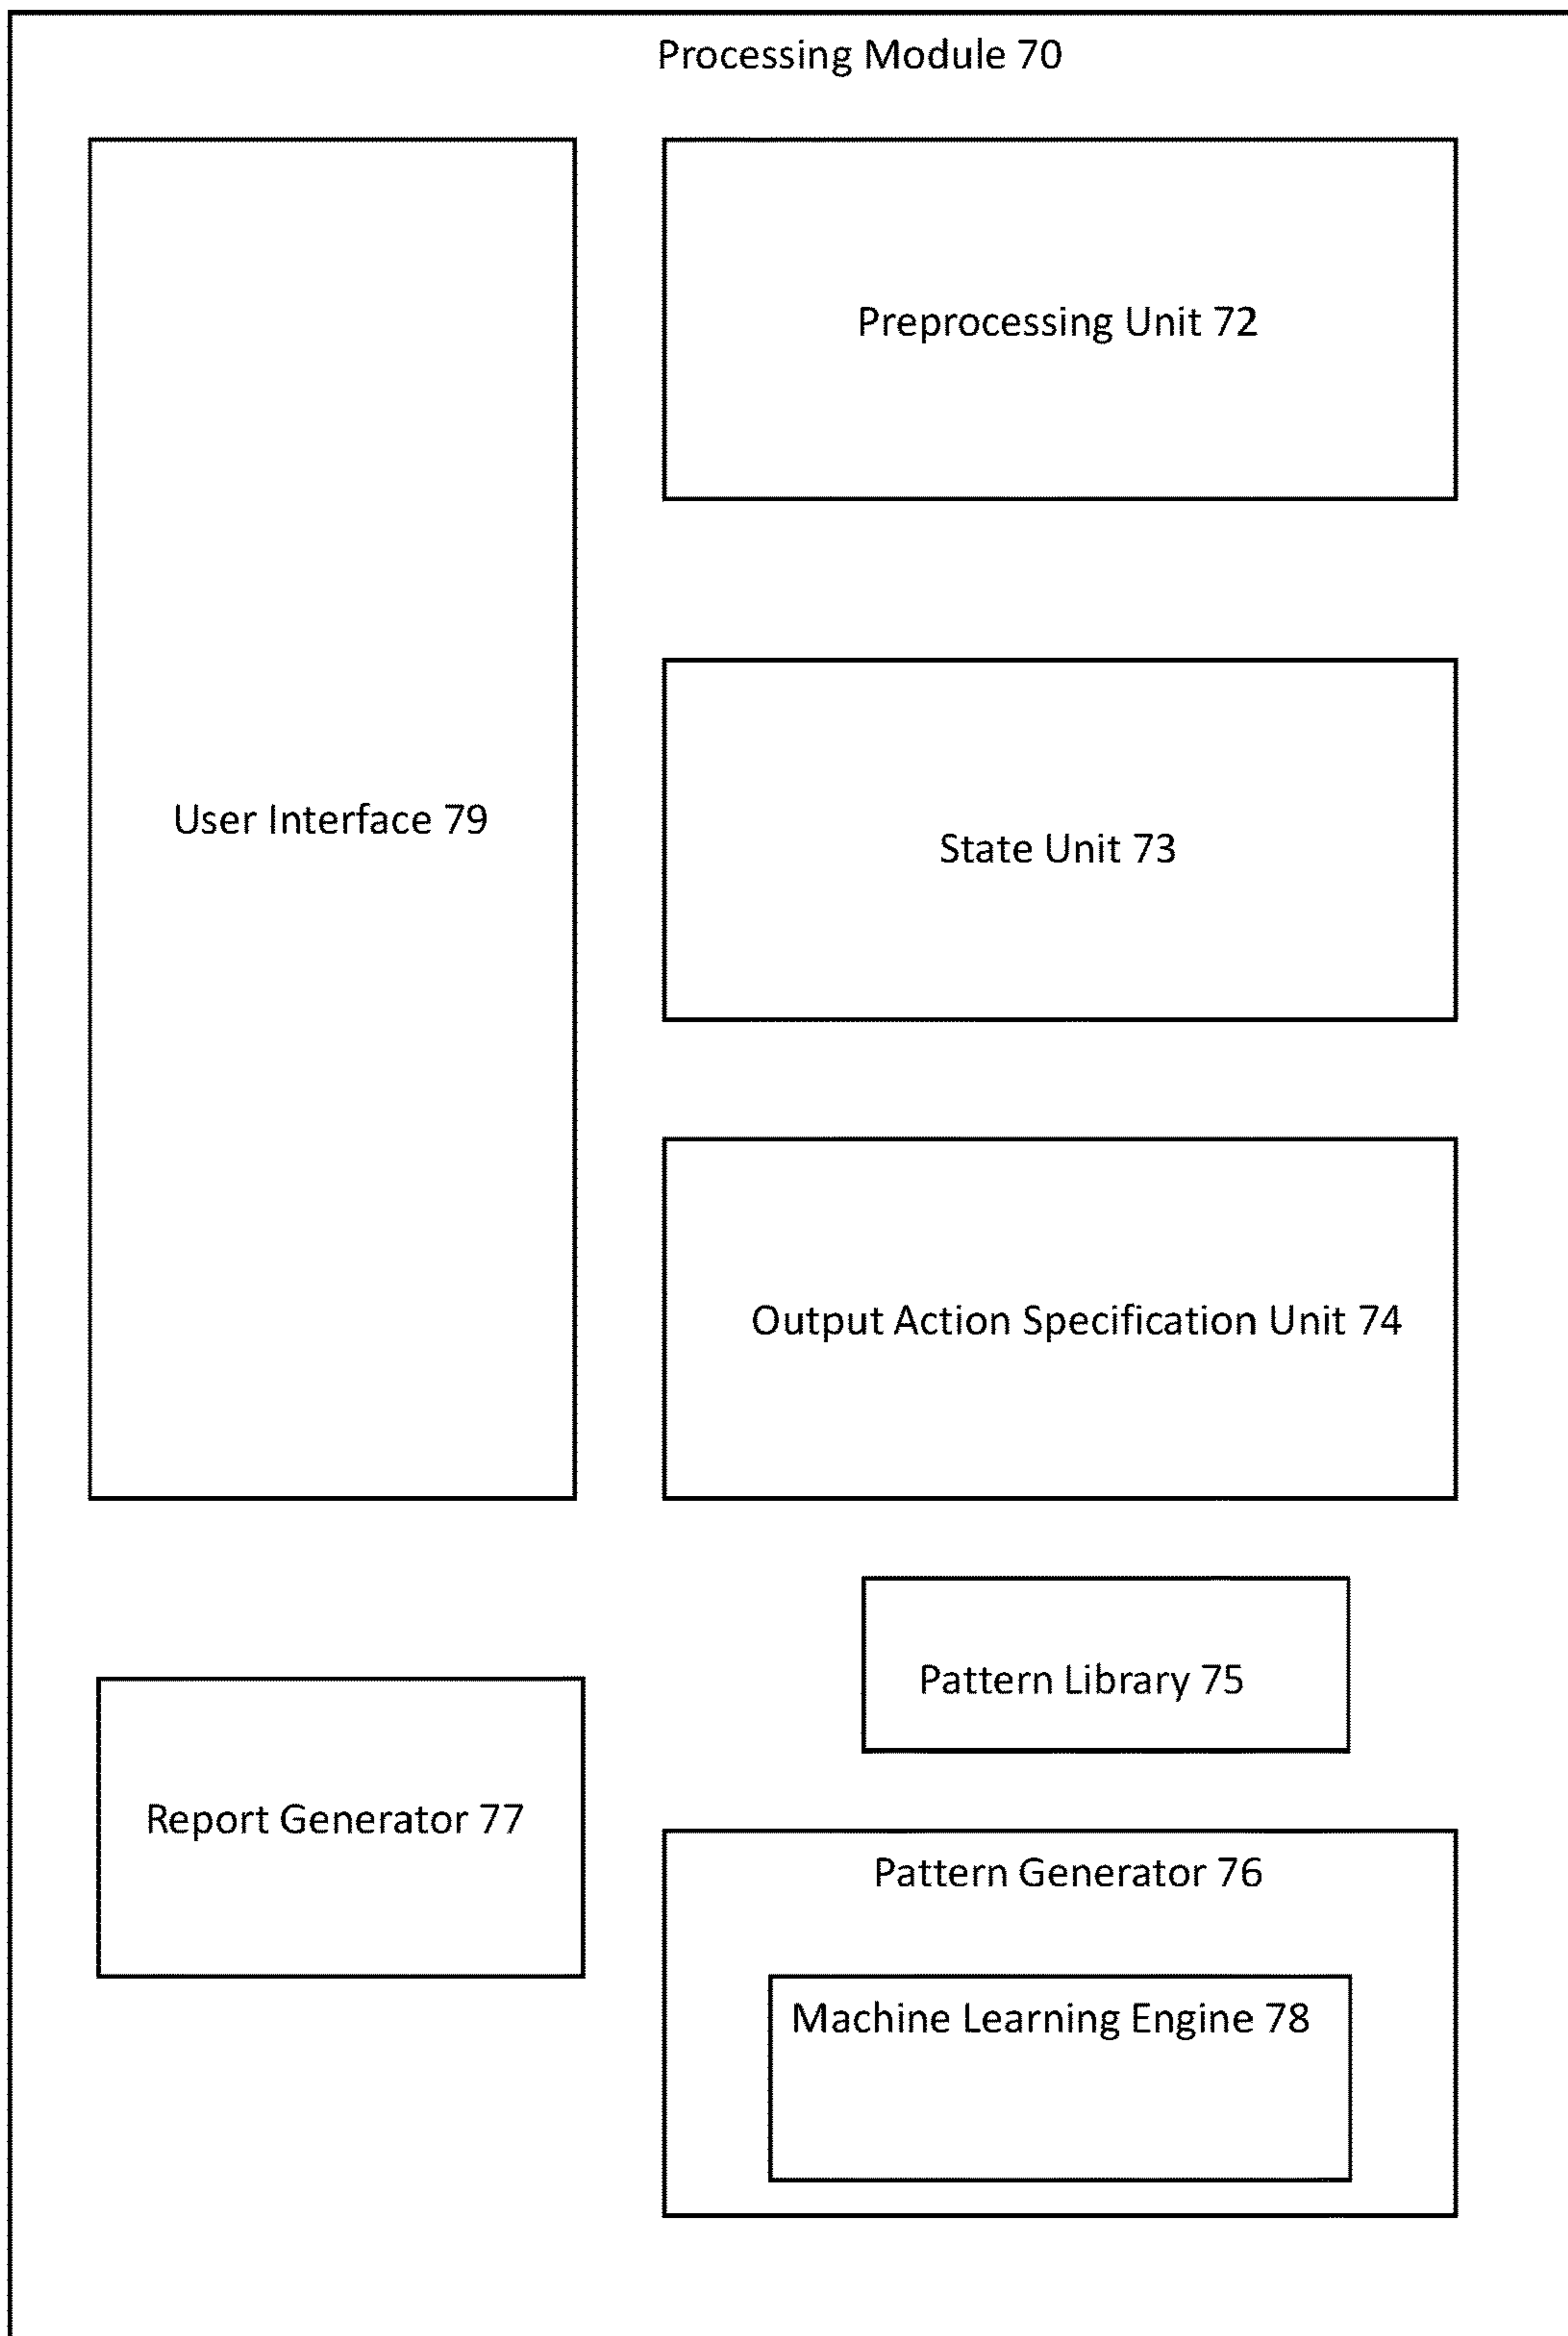 Processing Module 70
Preprocessing Unit 72
User Interface 79
State Unit 73
Output Action Specification Unit 74
Pattern Library 75
Report Generator 77
Pattern Generator 76
Machine Learning Engine 78